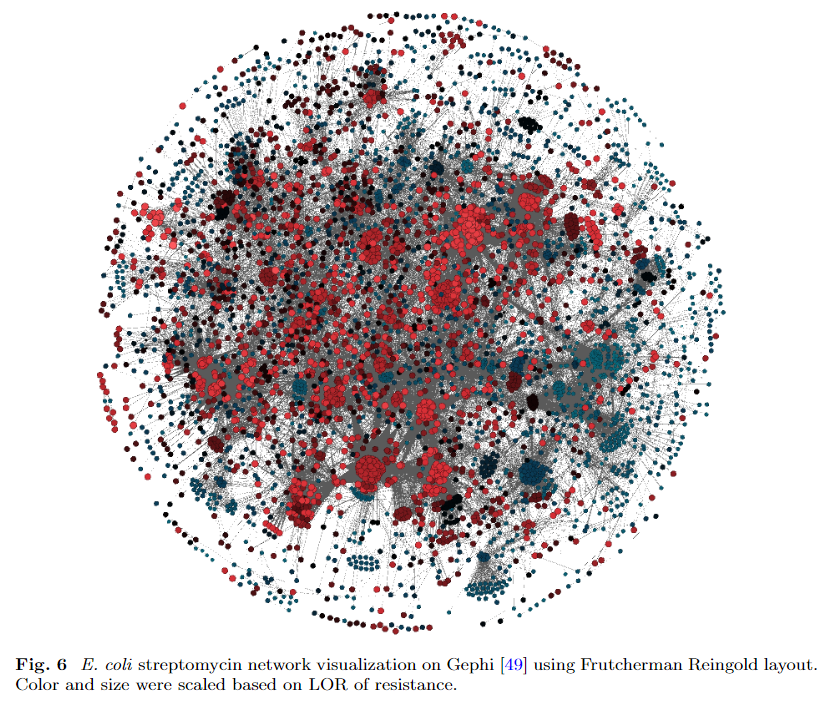 Fig. 6 E. coli streptomycin network visualization on Gephi [49] using Frutcherman Reingold layout.
Color and size were scaled based on LOR of resistance.